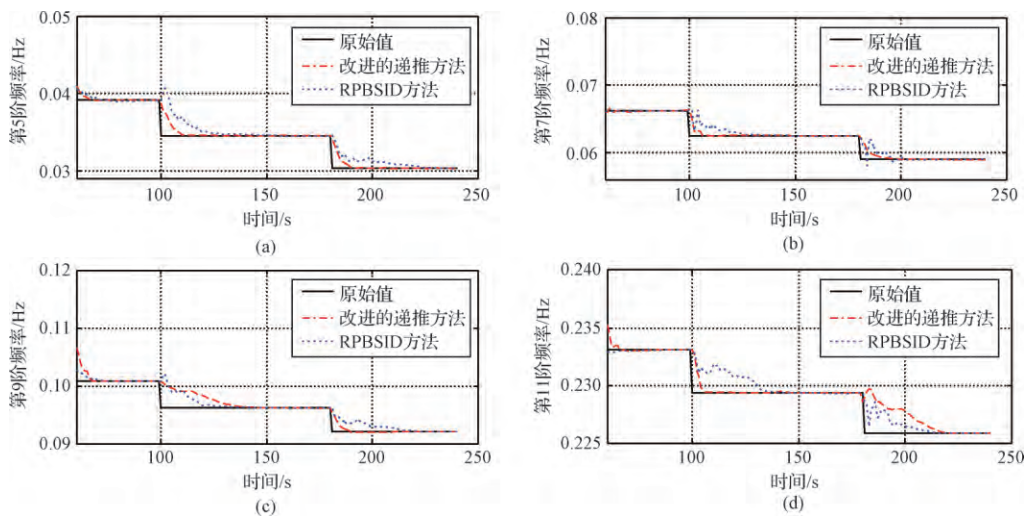 0.05
0.04
0.03
第5阶频率/Hz
原始值
改进的递推方法
RPBSID方法
100
150
200
250
时间/s
(a)
0.08
0.07
0.06
第7阶频率/Hz
原始值
改进的递推方法
RPBSID方法
100
150
200
250
时间/s
(b)
0.12
0.11
0.10
0.09
第9阶频率/Hz
原始值
改进的递推方法
RPBSID方法
100
150
200
250
时间/s
(c)
0.240
0.235
0.230
0.225
第11阶频率/Hz
原始值
改进的递推方法
RPBSID方法
100
150
200
250
时间/s
(d)